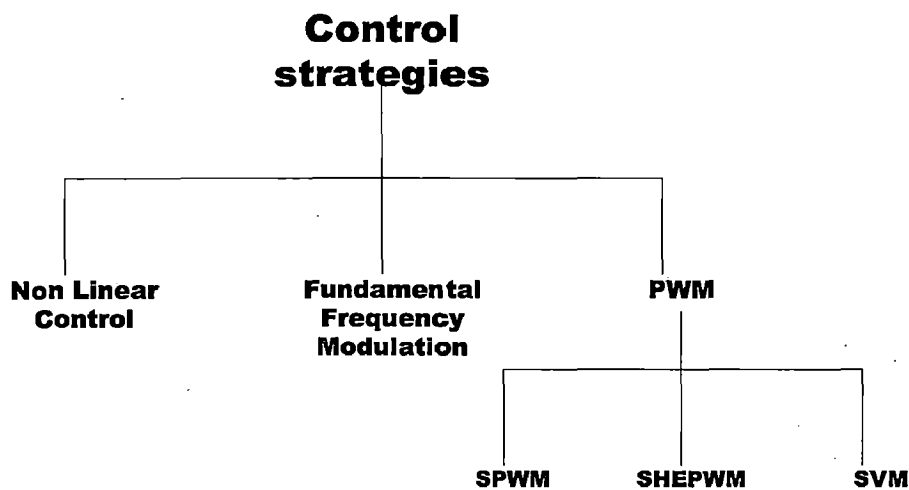 Control
strategies
Non Linear
Control
Fundamental
Frequency
Modulation
PWM
SPWM
SHEPWM
SVM